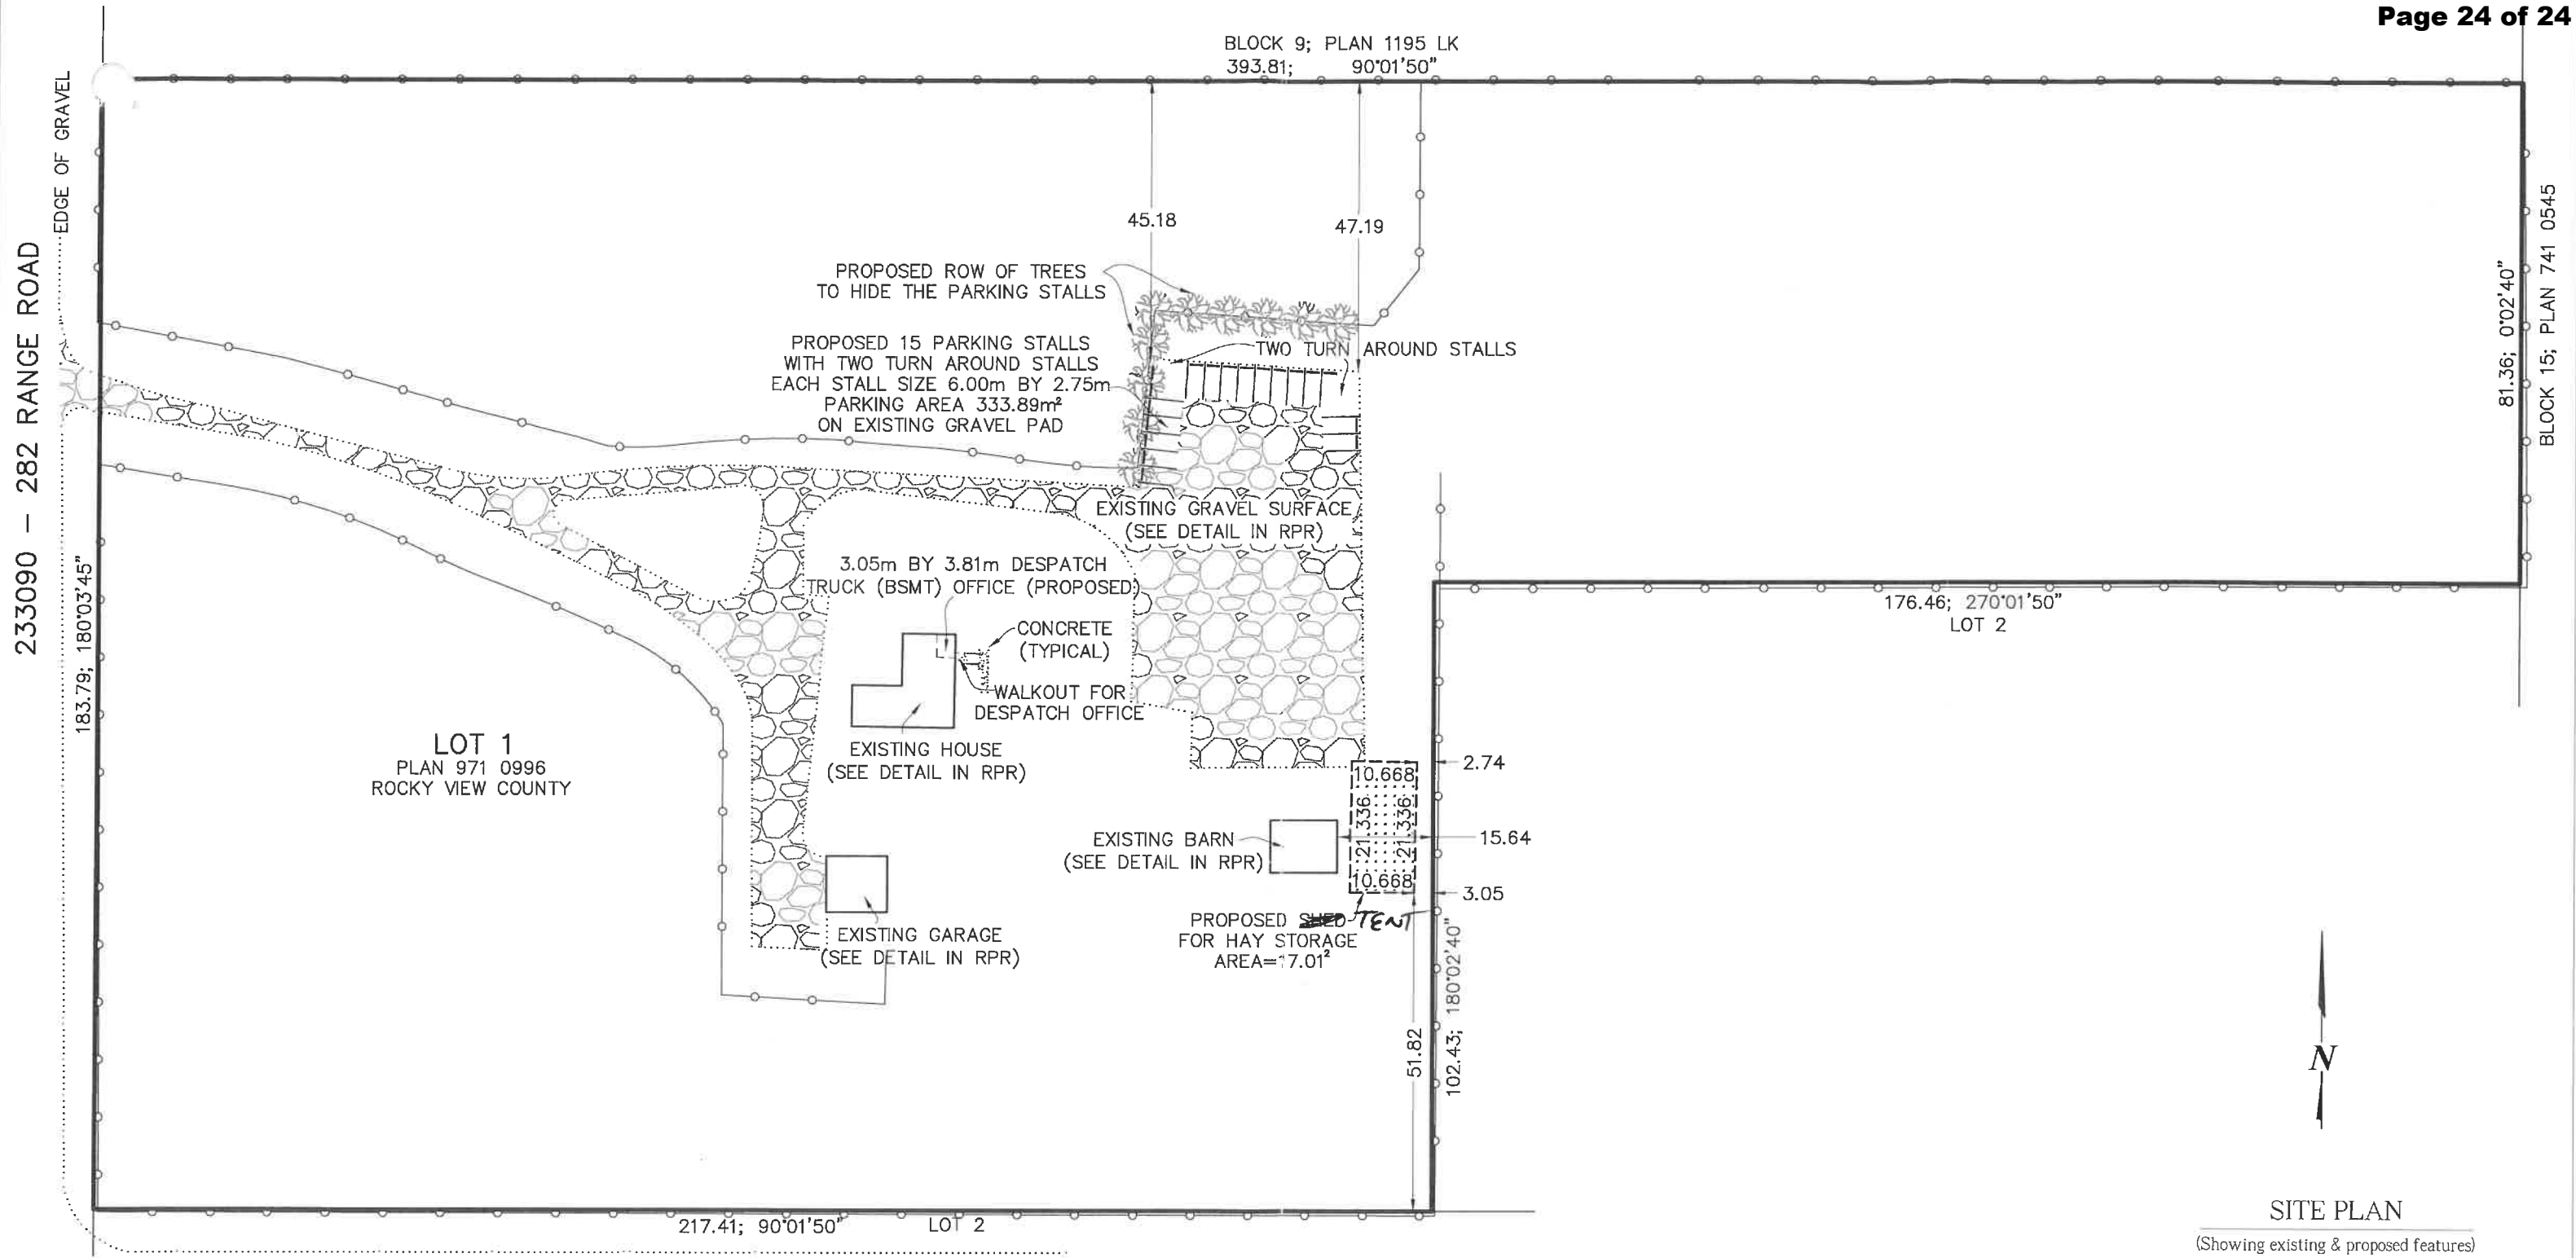 Page 24 of 24
BLOCK 9; PLAN 1195 LK
393.81; 90°01'50"
EDGE OF GRAVEL
233090 – 282 RANGE ROAD
183.79; 180°03'45"
45.18
47.19
PROPOSED ROW OF TREES
TO HIDE THE PARKING STALLS
PROPOSED 15 PARKING STALLS
WITH TWO TURN AROUND STALLS
EACH STALL SIZE 6.00m BY 2.75m
PARKING AREA 333.89m²
ON EXISTING GRAVEL PAD
TWO TURN AROUND STALLS
81.36; 0°02'40"
BLOCK 15; PLAN 741 0545
EXISTING GRAVEL SURFACE
(SEE DETAIL IN RPR)
3.05m BY 3.81m DESPATCH
TRUCK (BSMT) OFFICE (PROPOSED)
CONCRETE
(TYPICAL)
WALKOUT FOR
DESPATCH OFFICE
176.46; 270°01'50"
LOT 2
LOT 1
PLAN 971 0996
ROCKY VIEW COUNTY
EXISTING HOUSE
(SEE DETAIL IN RPR)
2.74
10.668
21.336
21.336
15.64
EXISTING BARN
(SEE DETAIL IN RPR)
10.668
3.05
PROPOSED SHED TENT
FOR HAY STORAGE
AREA=17.01²
EXISTING GARAGE
(SEE DETAIL IN RPR)
51.82
102.43; 180°02'40"
N
217.41; 90°01'50"
LOT 2
SITE PLAN
(Showing existing & proposed features)